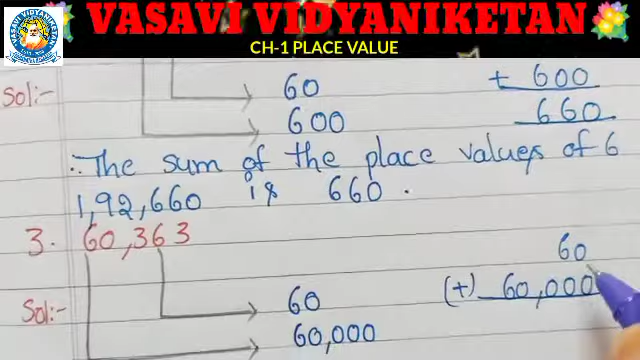 VASAVI VIDYANIKETAN
CH-1 PLACE VALUE
Sol:-
60
600
+ 600
660
∴ The sum of the place values of 6
1,92,660 is 660.
3. 60,363
Sol:-
60
60,000
60
(+) 60,000